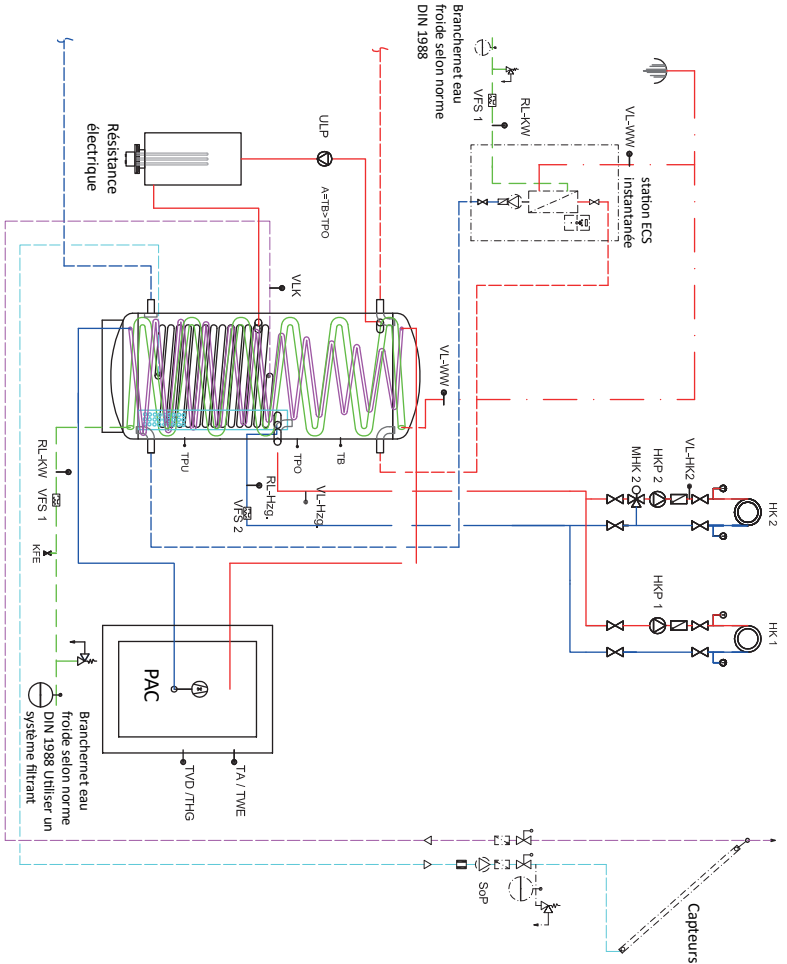 Branchernet eau
froide selon norme
DIN 1988
VFS 1
RL-KW
VL-WW
station ECS
instantanée
ULP
A=TB>TPO
Résistance
électrique
VLK
VL-WW
TPU
TPO
TB
RL-KW
VFS 1
KFE
RL-Hzg.
VFS 2
VL-Hzg.
MHK 2
HKP 2
VL-HK2
HK 2
HKP 1
HK 1
PAC
TVD /THG
TA / TWE
Branchernet eau
froide selon norme
DIN 1988 Utiliser un
système filtrant
SoP
Capteurs